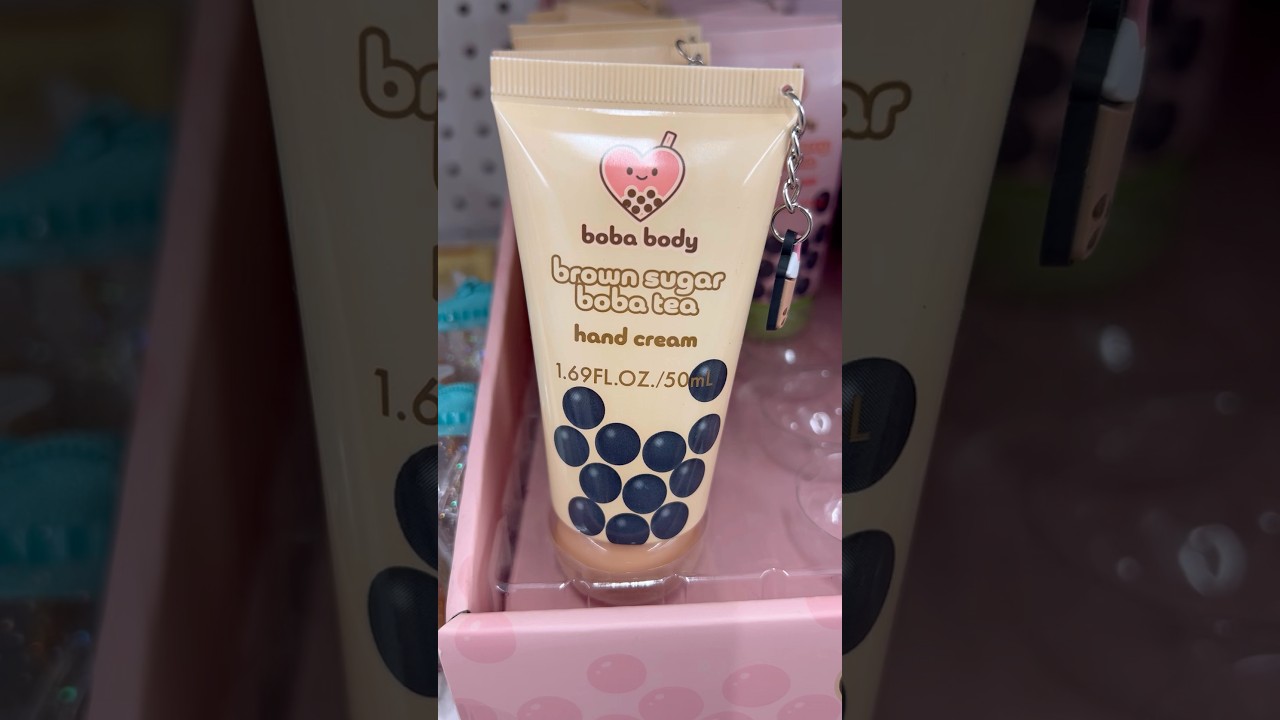 boba body
brown sugar
boba tea
hand cream
1.69FL.OZ./50mL